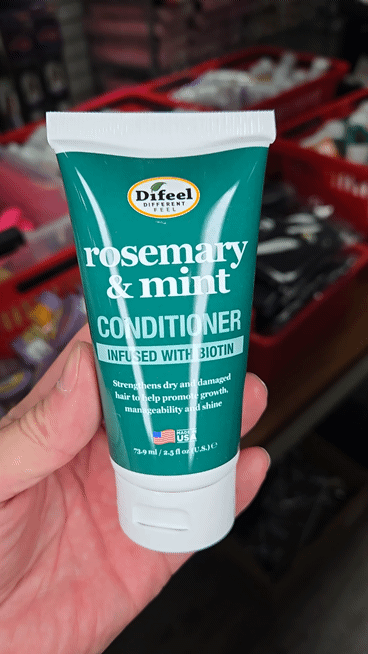 Difeel
DIFFERENT
FEEL
rosemary
& mint
CONDITIONER
INFUSED WITH BIOTIN
Strengthens dry and damaged
hair to help promote growth,
manageability and shine
MADE IN
USA
73.9 ml / 2.5 fl oz (U.S.) ℮